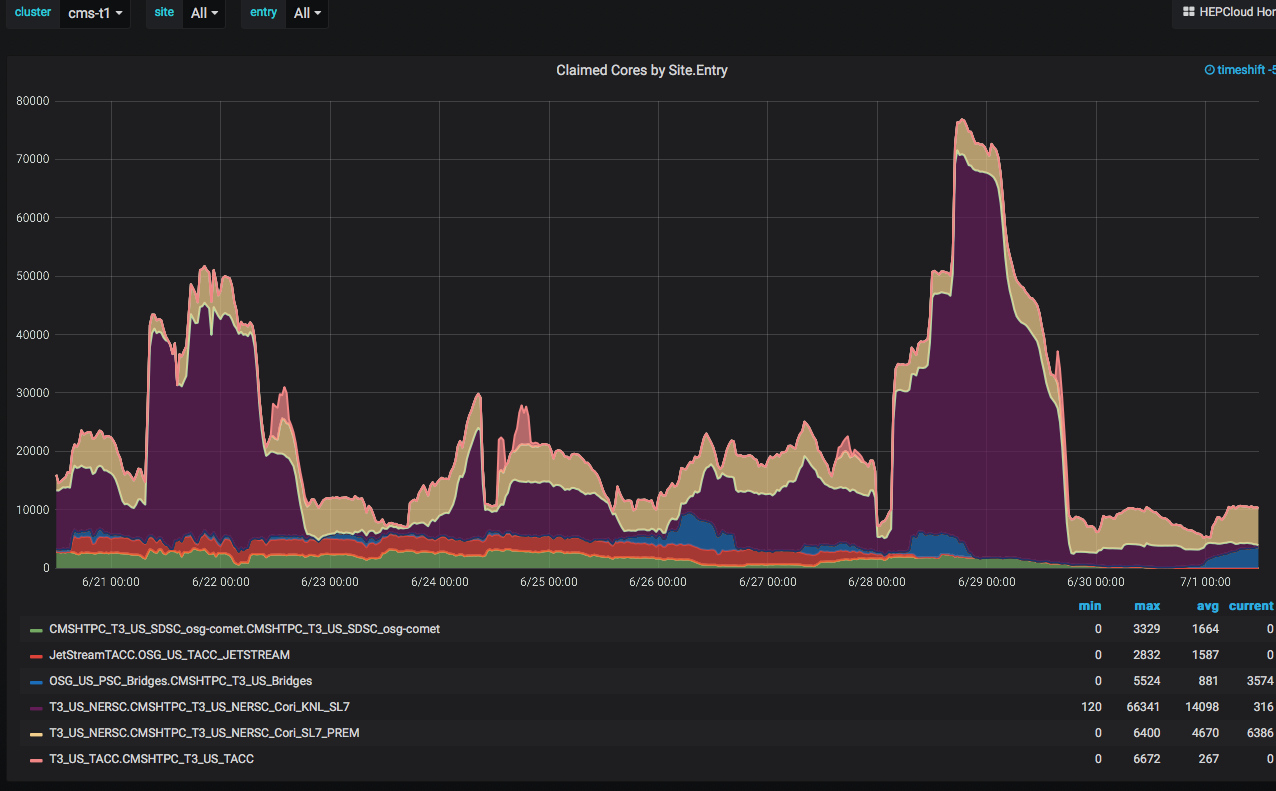 cluster cms-t1 site All entry All HEPCloud Hor
Claimed Cores by Site.Entry timeshift -5
80000
70000
60000
50000
40000
30000
20000
10000
0
6/21 00:00 6/22 00:00 6/23 00:00 6/24 00:00 6/25 00:00 6/26 00:00 6/27 00:00 6/28 00:00 6/29 00:00 6/30 00:00 7/1 00:00
min max avg current
CMSHTPC_T3_US_SDSC_osg-comet.CMSHTPC_T3_US_SDSC_osg-comet 0 3329 1664 0
JetStreamTACC.OSG_US_TACC_JETSTREAM 0 2832 1587 0
OSG_US_PSC_Bridges.CMSHTPC_T3_US_Bridges 0 5524 881 3574
T3_US_NERSC.CMSHTPC_T3_US_NERSC_Cori_KNL_SL7 120 66341 14098 316
T3_US_NERSC.CMSHTPC_T3_US_NERSC_Cori_SL7_PREM 0 6400 4670 6386
T3_US_TACC.CMSHTPC_T3_US_TACC 0 6672 267 0